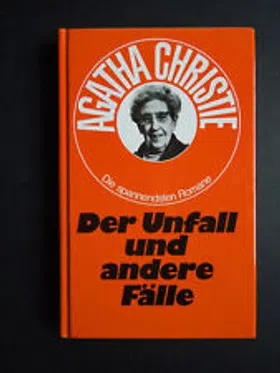 AGATHA CHRISTIE
Die spannendsten Romane
Der Unfall
und
andere
Fälle